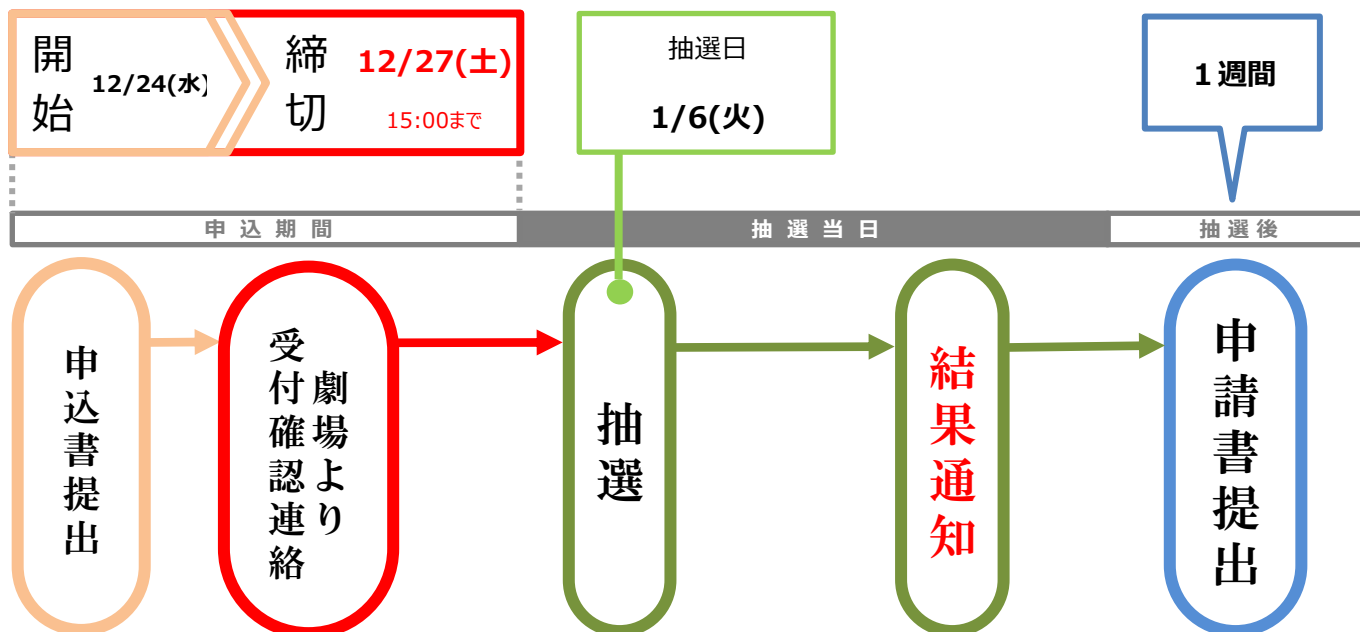 開始
12/24(水)
締切
12/27(土)
15:00まで
抽選日
1/6(火)
１週間
申込期間
抽選当日
抽選後
申込書提出
劇場より
受付確認連絡
抽選
結果通知
申請書提出